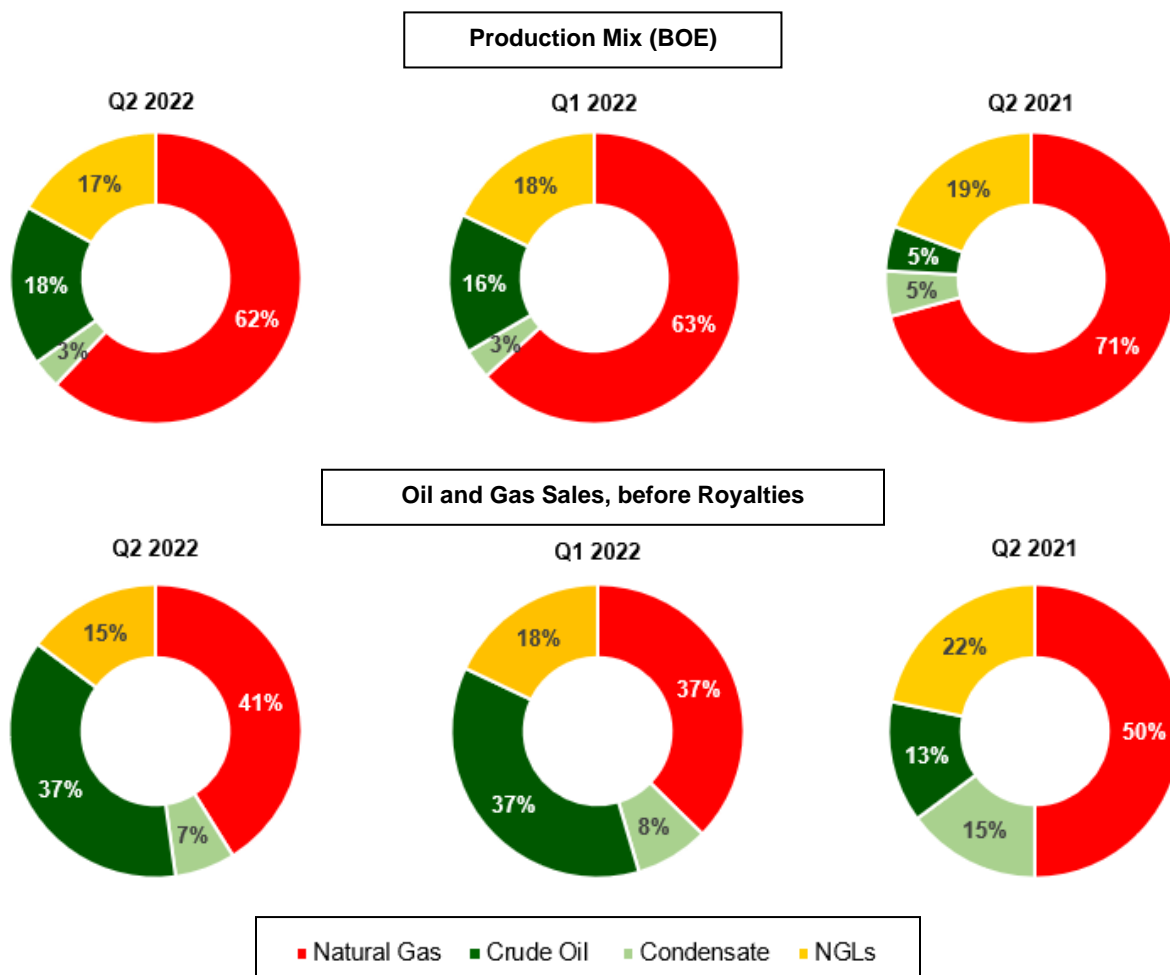 Production Mix (BOE)
Q2 2022
Q1 2022
Q2 2021
17%
18%
3%
62%
18%
16%
3%
63%
19%
5%
5%
71%
Oil and Gas Sales, before Royalties
Q2 2022
Q1 2022
Q2 2021
15%
37%
7%
41%
18%
37%
8%
37%
22%
13%
15%
50%
Natural Gas Crude Oil Condensate NGLs